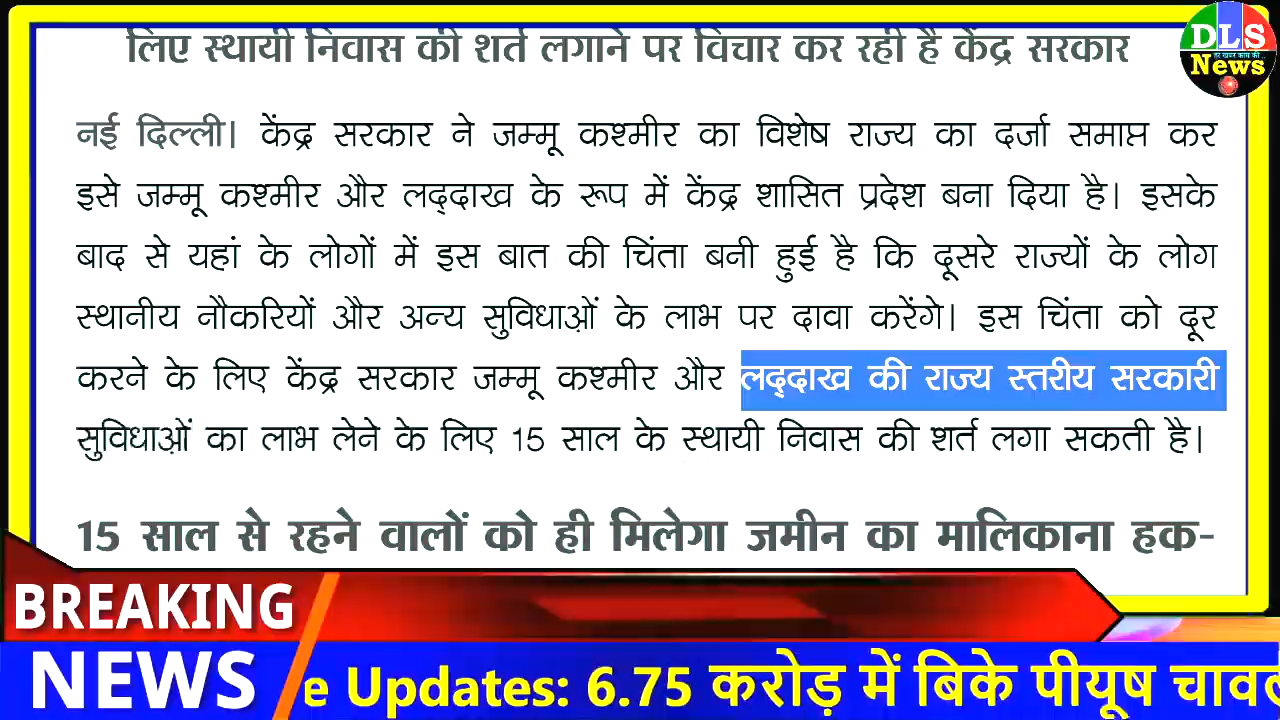 लिए स्थायी निवास की शर्त लगाने पर विचार कर रही है केंद्र सरकार
DLS
हर खबर काम की...
News
नई दिल्ली। केंद्र सरकार ने जम्मू कश्मीर का विशेष राज्य का दर्जा समाप्त कर
इसे जम्मू कश्मीर और लद्दाख के रूप में केंद्र शासित प्रदेश बना दिया है। इसके
बाद से यहां के लोगों में इस बात की चिंता बनी हुई है कि दूसरे राज्यों के लोग
स्थानीय नौकरियों और अन्य सुविधाओं के लाभ पर दावा करेंगे। इस चिंता को दूर
करने के लिए केंद्र सरकार जम्मू कश्मीर और लद्दाख की राज्य स्तरीय सरकारी
सुविधाओं का लाभ लेने के लिए 15 साल के स्थायी निवास की शर्त लगा सकती है।
15 साल से रहने वालों को ही मिलेगा जमीन का मालिकाना हक-
BREAKING
NEWS
e Updates: 6.75 करोड़ में बिके पीयूष चावल